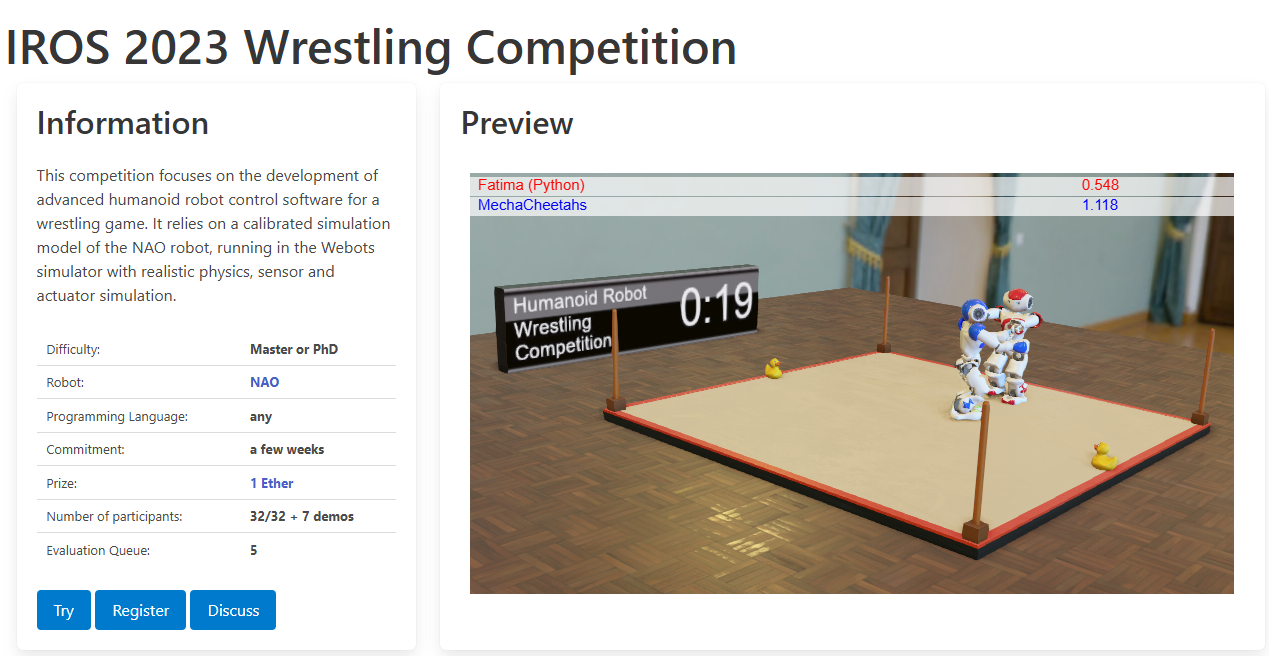 IROS 2023 Wrestling Competition
Information
This competition focuses on the development of
advanced humanoid robot control software for a
wrestling game. It relies on a calibrated simulation
model of the NAO robot, running in the Webots
simulator with realistic physics, sensor and
actuator simulation.
Difficulty: Master or PhD
Robot: NAO
Programming Language: any
Commitment: a few weeks
Prize: 1 Ether
Number of participants: 32/32 + 7 demos
Evaluation Queue: 5
Try Register Discuss
Preview
Fatima (Python) 0.548
MechaCheetahs 1.118
Humanoid Robot
Wrestling
Competition
0:19